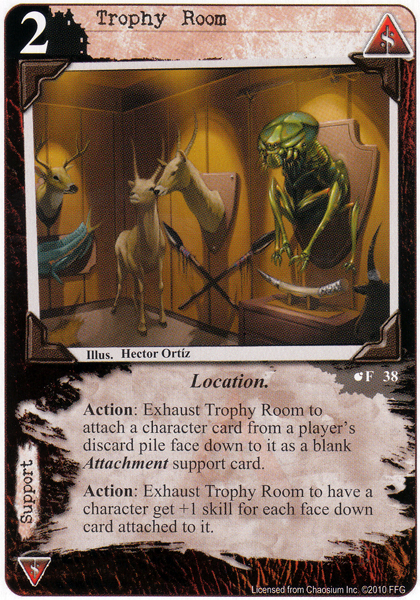 2
Trophy Room
Illus. Hector Ortíz
F 38
Location.
Action: Exhaust Trophy Room to
attach a character card from a player's
discard pile face down to it as a blank
Attachment support card.
Action: Exhaust Trophy Room to have a
character get +1 skill for each face down
card attached to it.
Support
Licensed from Chaosium Inc. ©2010 FFG